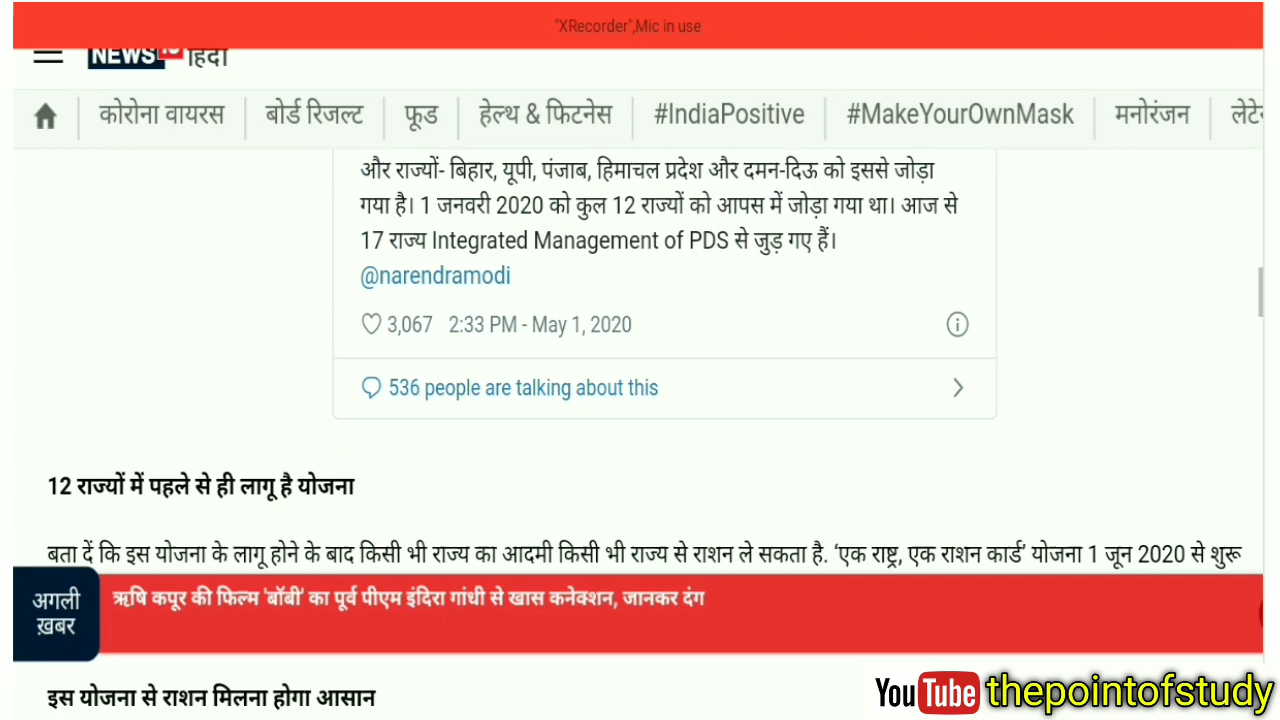 "XRecorder",Mic in use
NEWS18 हिंदी
कोरोना वायरस बोर्ड रिजल्ट फूड हेल्थ & फिटनेस #IndiaPositive #MakeYourOwnMask मनोरंजन
और राज्यों- बिहार, यूपी, पंजाब, हिमाचल प्रदेश और दमन-दिऊ को इससे जोड़ा
गया है। 1 जनवरी 2020 को कुल 12 राज्यों को आपस में जोड़ा गया था। आज से
17 राज्य Integrated Management of PDS से जुड़ गए हैं।
@narendramodi
3,067 2:33 PM - May 1, 2020
536 people are talking about this
12 राज्यों में पहले से ही लागू है योजना
बता दें कि इस योजना के लागू होने के बाद किसी भी राज्य का आदमी किसी भी राज्य से राशन ले सकता है. ‘एक राष्ट्र, एक राशन कार्ड’ योजना 1 जून 2020 से शुरू
अगली
ख़बर
ऋषि कपूर की फिल्म 'बॉबी' का पूर्व पीएम इंदिरा गांधी से खास कनेक्शन, जानकर दंग
इस योजना से राशन मिलना होगा आसान
YouTube thepointofstudy